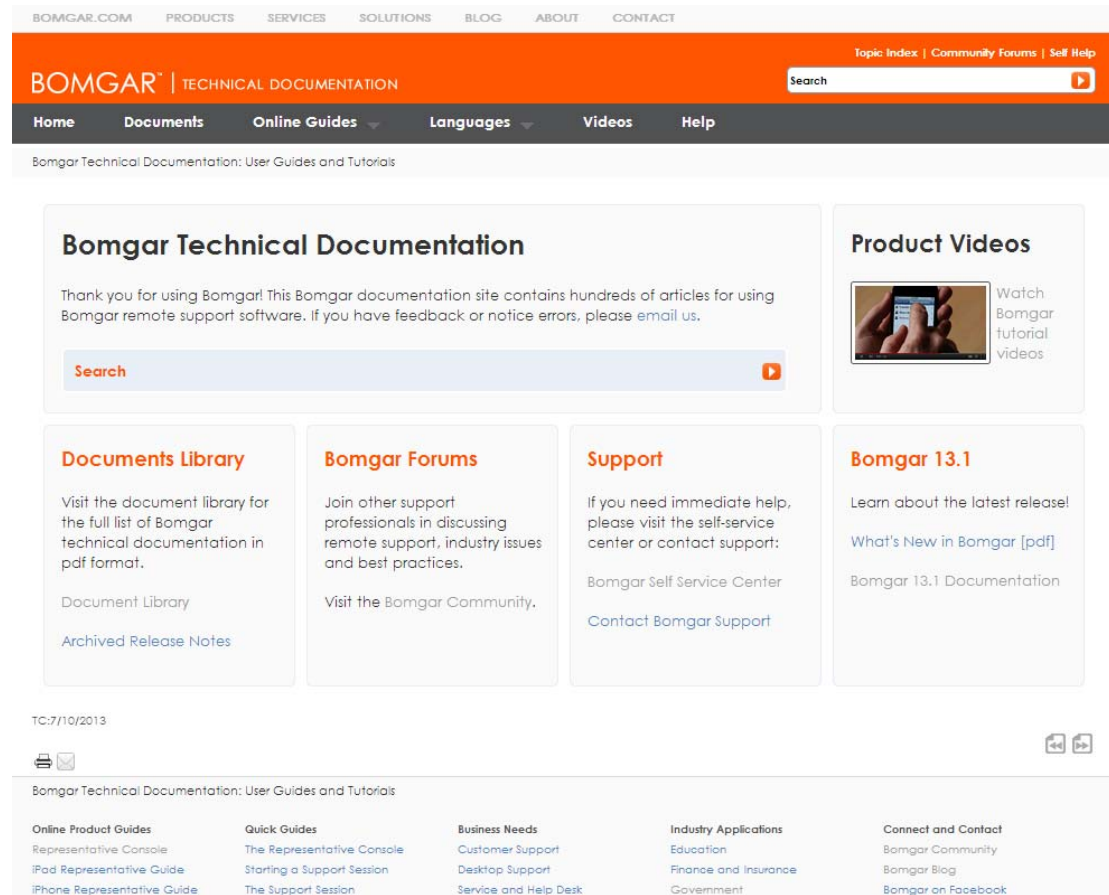 BOMGAR.COM PRODUCTS SERVICES SOLUTIONS BLOG ABOUT CONTACT
Topic Index | Community Forums | Self Help
BOMGAR™ | TECHNICAL DOCUMENTATION
Search
Home Documents Online Guides Languages Videos Help
Bomgar Technical Documentation: User Guides and Tutorials
Bomgar Technical Documentation
Thank you for using Bomgar! This Bomgar documentation site contains hundreds of articles for using
Bomgar remote support software. If you have feedback or notice errors, please email us.
Search
Product Videos
Watch
Bomgar
tutorial
videos
Documents Library
Visit the document library for
the full list of Bomgar
technical documentation in
pdf format.
Document Library
Archived Release Notes
Bomgar Forums
Join other support
professionals in discussing
remote support, industry issues
and best practices.
Visit the Bomgar Community.
Support
If you need immediate help,
please visit the self-service
center or contact support:
Bomgar Self Service Center
Contact Bomgar Support
Bomgar 13.1
Learn about the latest release!
What's New in Bomgar [pdf]
Bomgar 13.1 Documentation
TC:7/10/2013
Bomgar Technical Documentation: User Guides and Tutorials
Online Product Guides
Representative Console
iPad Representative Guide
iPhone Representative Guide
Quick Guides
The Representative Console
Starting a Support Session
The Support Session
Business Needs
Customer Support
Desktop Support
Service and Help Desk
Industry Applications
Education
Finance and Insurance
Government
Connect and Contact
Bomgar Community
Bomgar Blog
Bomgar on Facebook